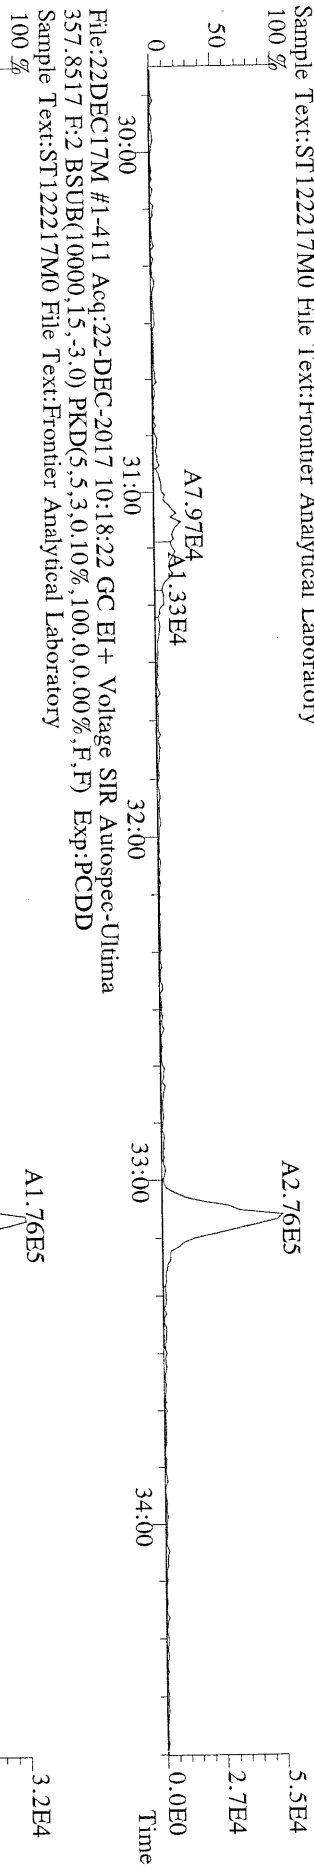 Sample Text:ST122217M0 File Text:Frontier Analytical Laboratory
100 %
5.5E4
A2.76E5
50
2.7E4
A7.97E4
A1.33E4
0
0.0E0
30:00
31:00
32:00
33:00
34:00
Time
File:22DEC17M #1-411 Acq:22-DEC-2017 10:18:22 GC EI+ Voltage SIR Autospec-Ultima
357.8517 F:2 BSUB(10000,15,-3.0) PKD(5,5,3,0.10%,100.0,0.00%,F,F) Exp:PCDD
Sample Text:ST122217M0 File Text:Frontier Analytical Laboratory
100 %
A1.76E5
3.2E4